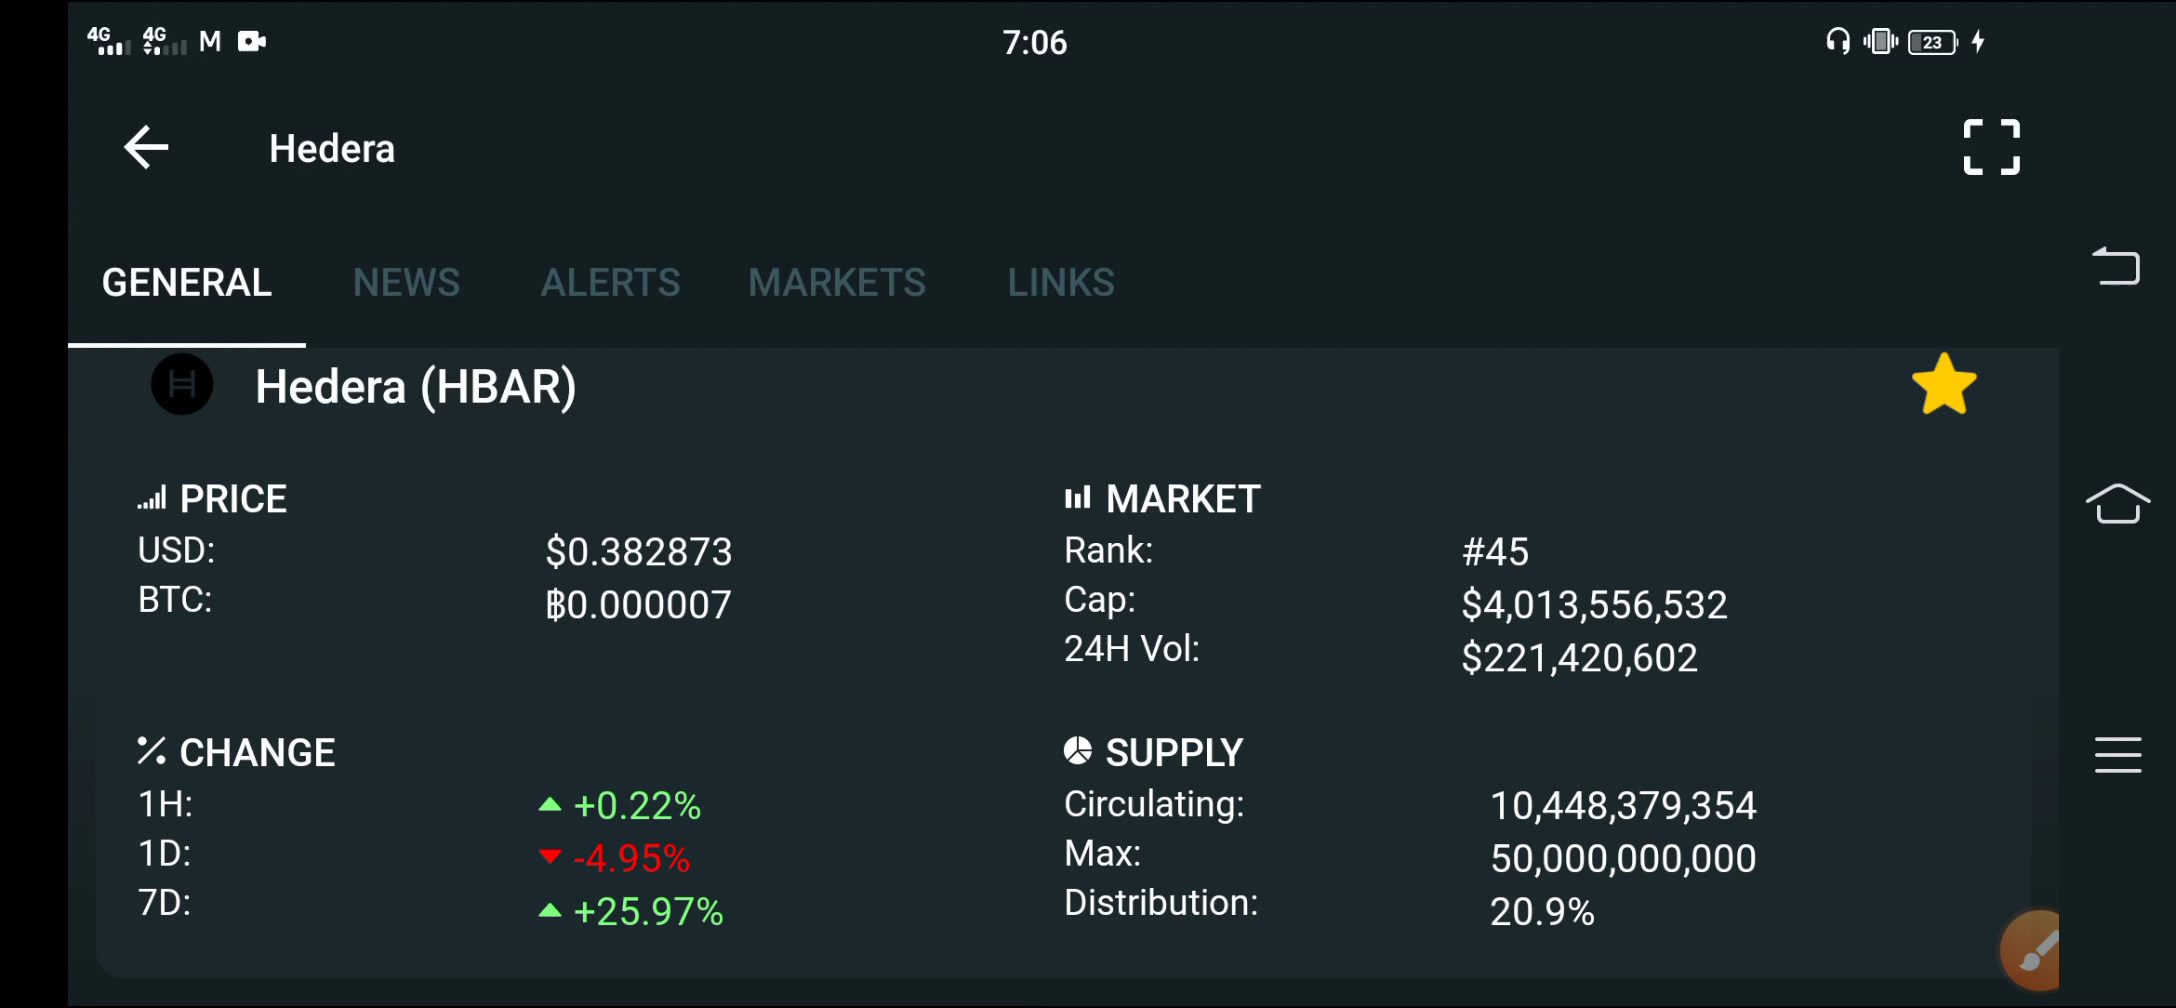 4G 4G M 7:06 23
Hedera
GENERAL NEWS ALERTS MARKETS LINKS
Hedera (HBAR)
PRICE
USD: $0.382873
BTC: ฿0.000007
MARKET
Rank: #45
Cap: $4,013,556,532
24H Vol: $221,420,602
CHANGE
1H: +0.22%
1D: -4.95%
7D: +25.97%
SUPPLY
Circulating: 10,448,379,354
Max: 50,000,000,000
Distribution: 20.9%